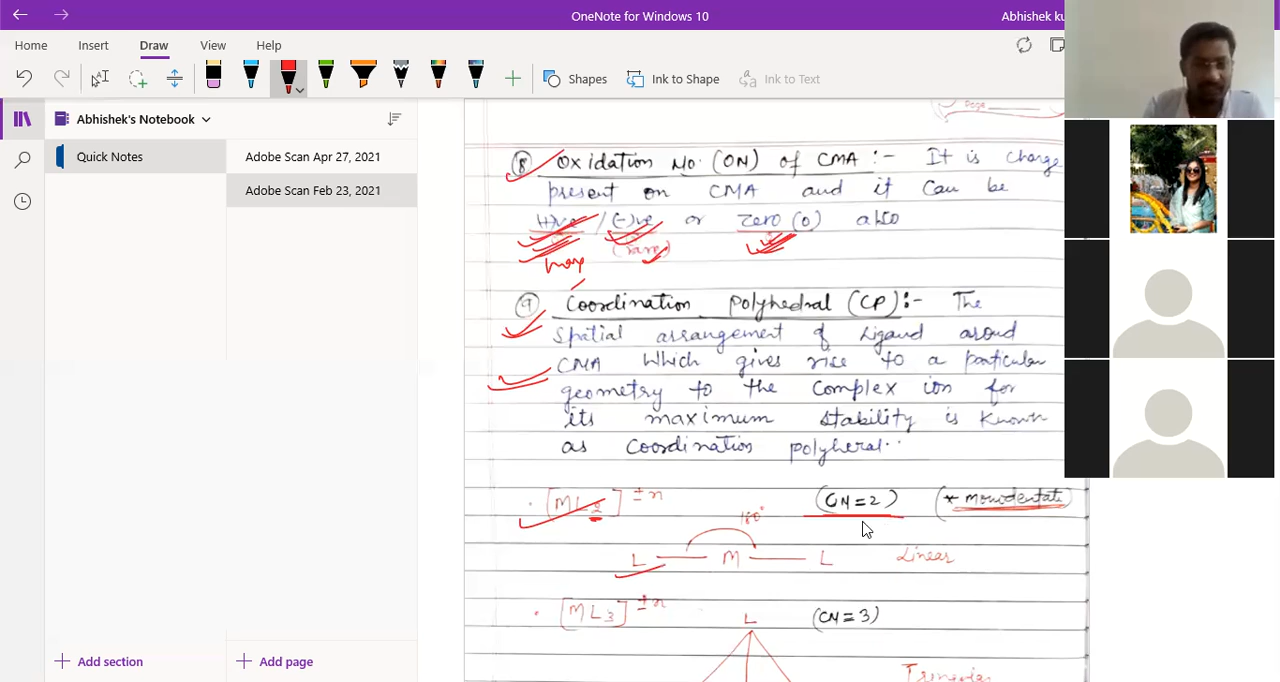 OneNote for Windows 10
Abhishek ku
Home Insert Draw View Help
Shapes Ink to Shape Ink to Text
Abhishek's Notebook
Quick Notes
Adobe Scan Apr 27, 2021
Adobe Scan Feb 23, 2021
Page
⑧ Oxidation No. (ON) of CMA :- It is charge
present on CMA and it can be
(+)ve / (-)ve or Zero (0) also
(rare)
max
⑨ Coordination Polyhedral (CP) :- The
Spatial arrangement of Ligand around
CMA which gives rise to a particular
geometry to the Complex ion for
its maximum stability is known
as Coordination polyheral..
· [ML2]±n (CN=2) (* monodentate)
180°
L — M — L Linear
· [ML3]±n (CN=3)
L
Add section Add page